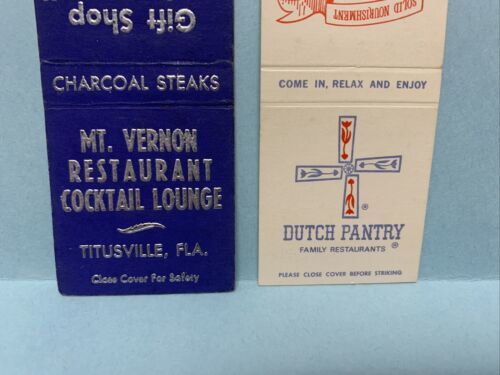 Gift Shop
CHARCOAL STEAKS
MT. VERNON
RESTAURANT
COCKTAIL LOUNGE
TITUSVILLE, FLA.
Close Cover For Safety
SOLID NOURISHMENT
COME IN, RELAX AND ENJOY
®
DUTCH PANTRY
FAMILY RESTAURANTS ®
PLEASE CLOSE COVER BEFORE STRIKING